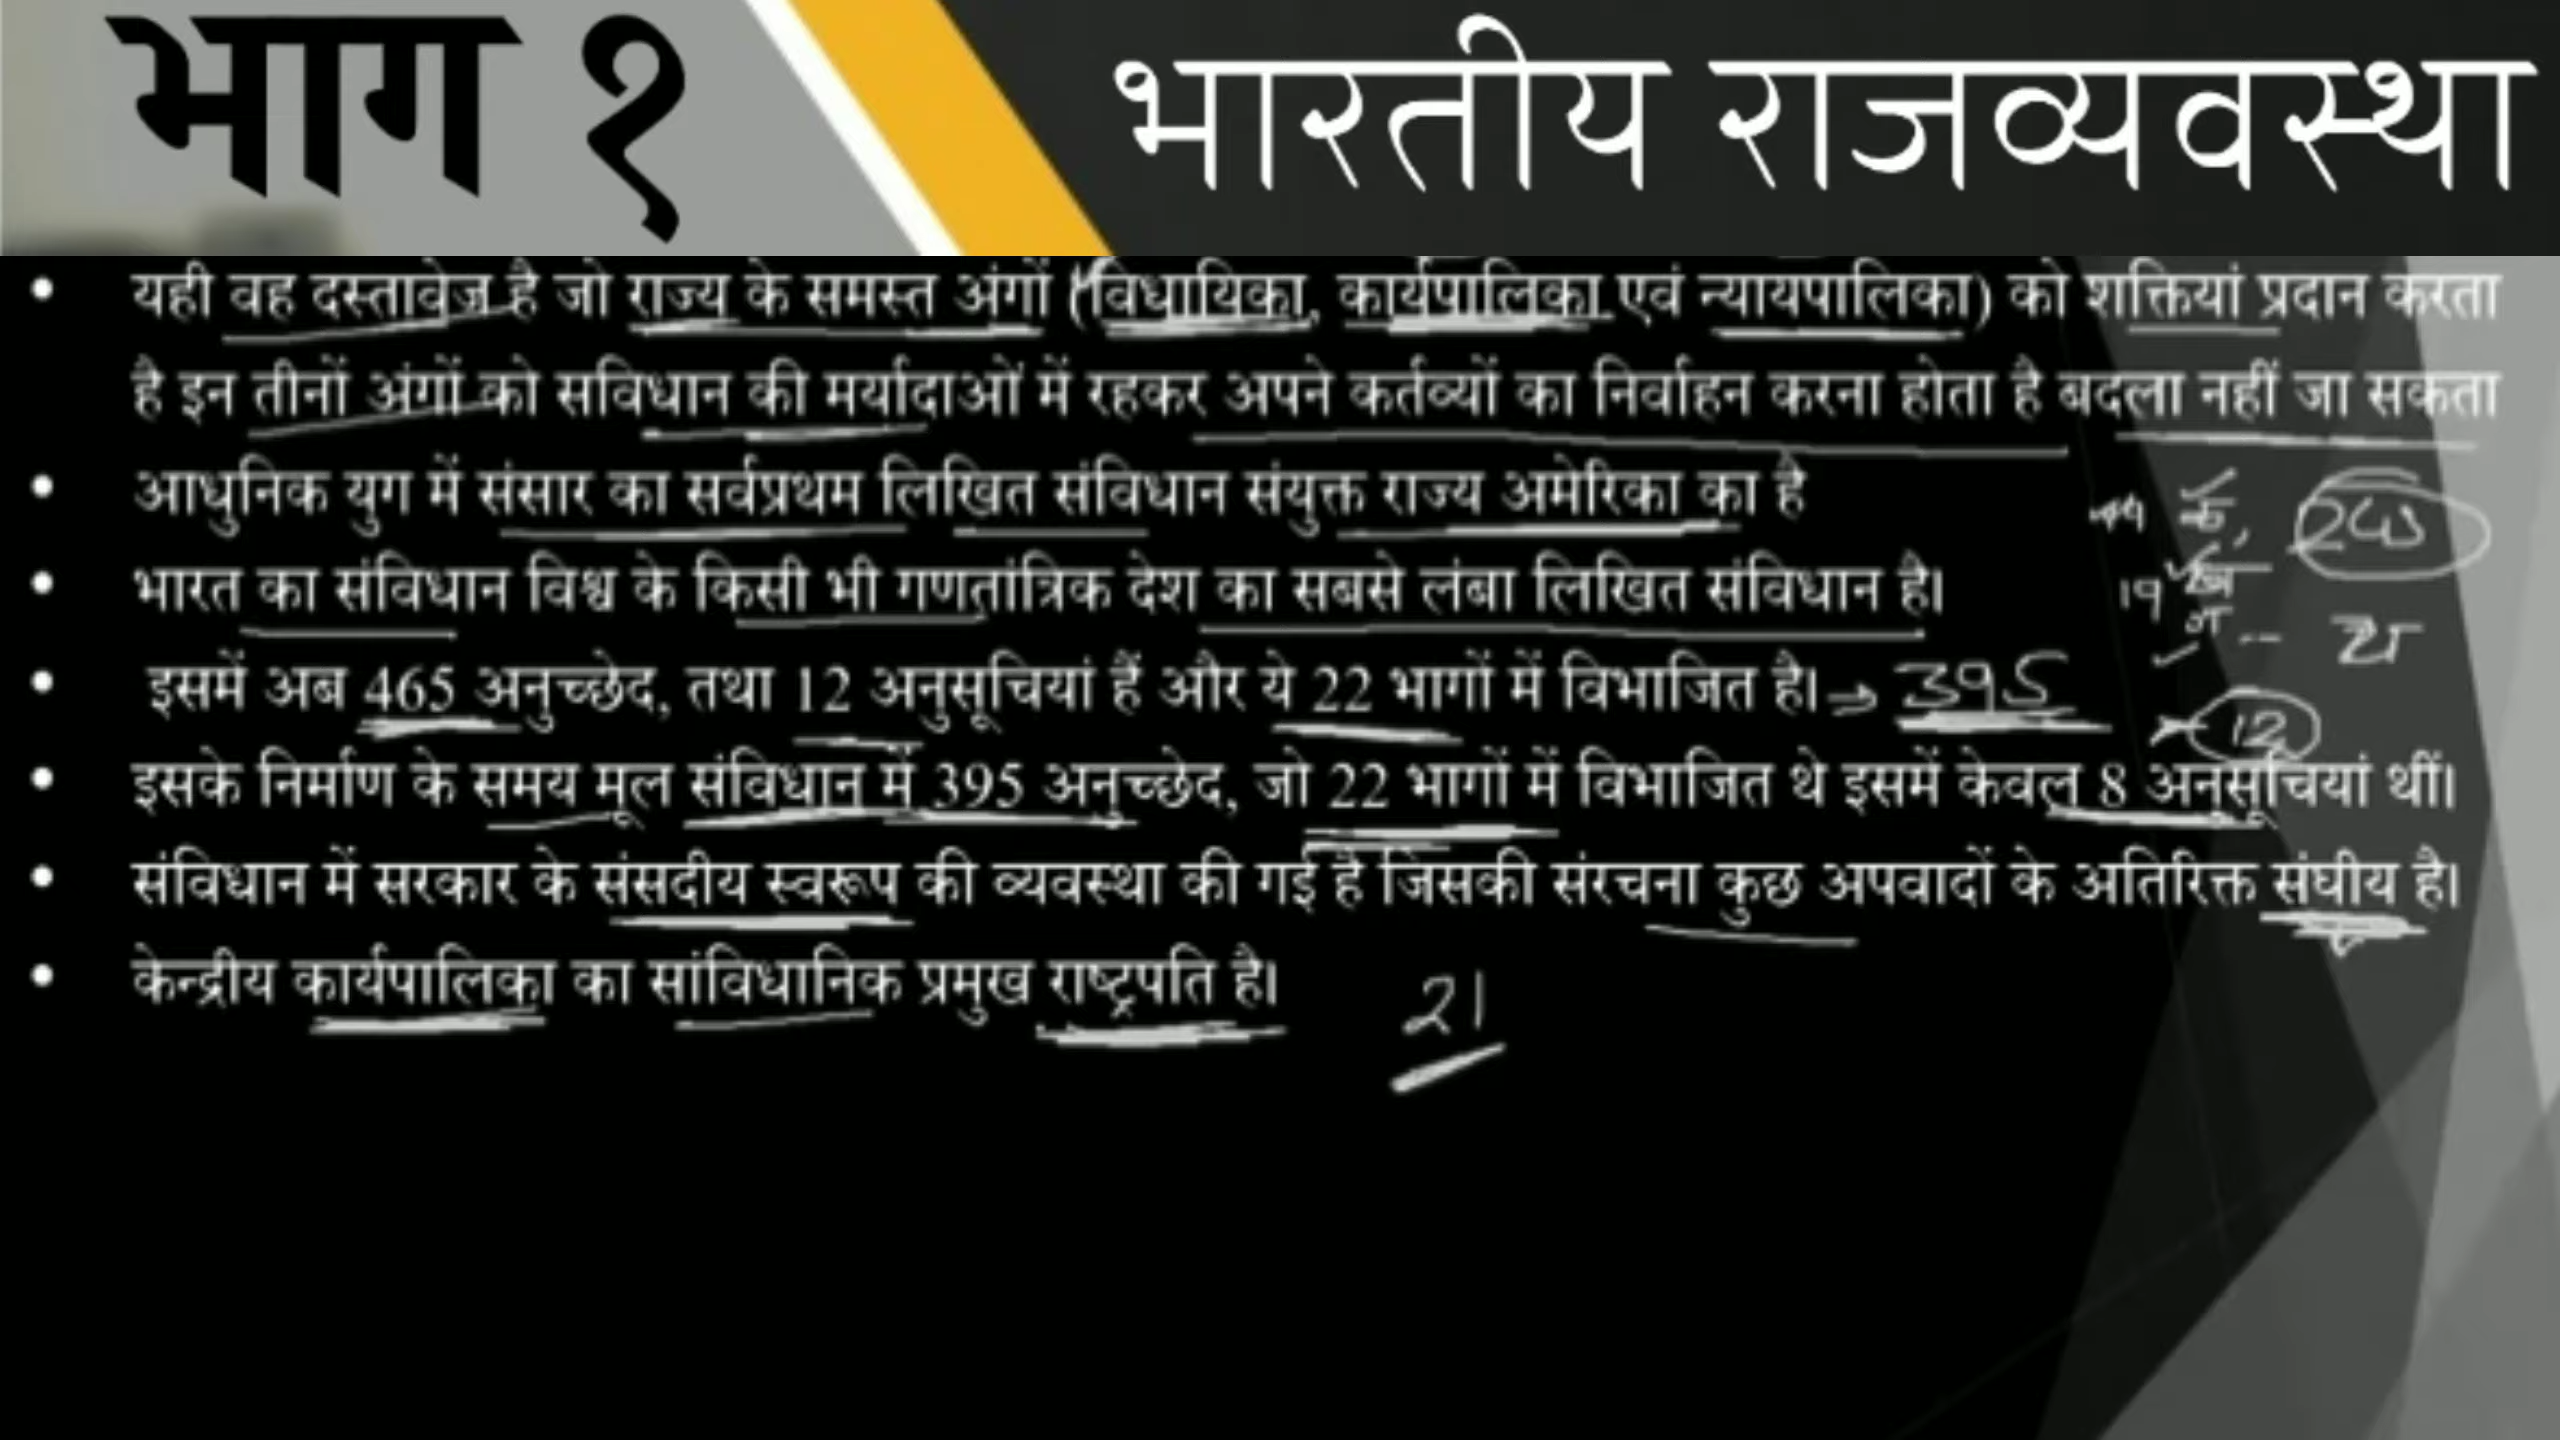 भाग १
भारतीय राजव्यवस्था
• यही वह दस्तावेज है जो राज्य के समस्त अंगों (विधायिका, कार्यपालिका एवं न्यायपालिका) को शक्तियां प्रदान करता
है इन तीनों अंगों को सविधान की मर्यादाओं में रहकर अपने कर्तव्यों का निर्वाहन करना होता है बदला नहीं जा सकता
• आधुनिक युग में संसार का सर्वप्रथम लिखित संविधान संयुक्त राज्य अमेरिका का है
• भारत का संविधान विश्व के किसी भी गणतांत्रिक देश का सबसे लंबा लिखित संविधान है।
19
• इसमें अब 465 अनुच्छेद, तथा 12 अनुसूचियां हैं और ये 22 भागों में विभाजित है। → 395
12
• इसके निर्माण के समय मूल संविधान में 395 अनुच्छेद, जो 22 भागों में विभाजित थे इसमें केवल 8 अनुसूचियां थीं।
• संविधान में सरकार के संसदीय स्वरूप की व्यवस्था की गई है जिसकी संरचना कुछ अपवादों के अतिरिक्त संघीय है।
• केन्द्रीय कार्यपालिका का सांविधानिक प्रमुख राष्ट्रपति है।
21